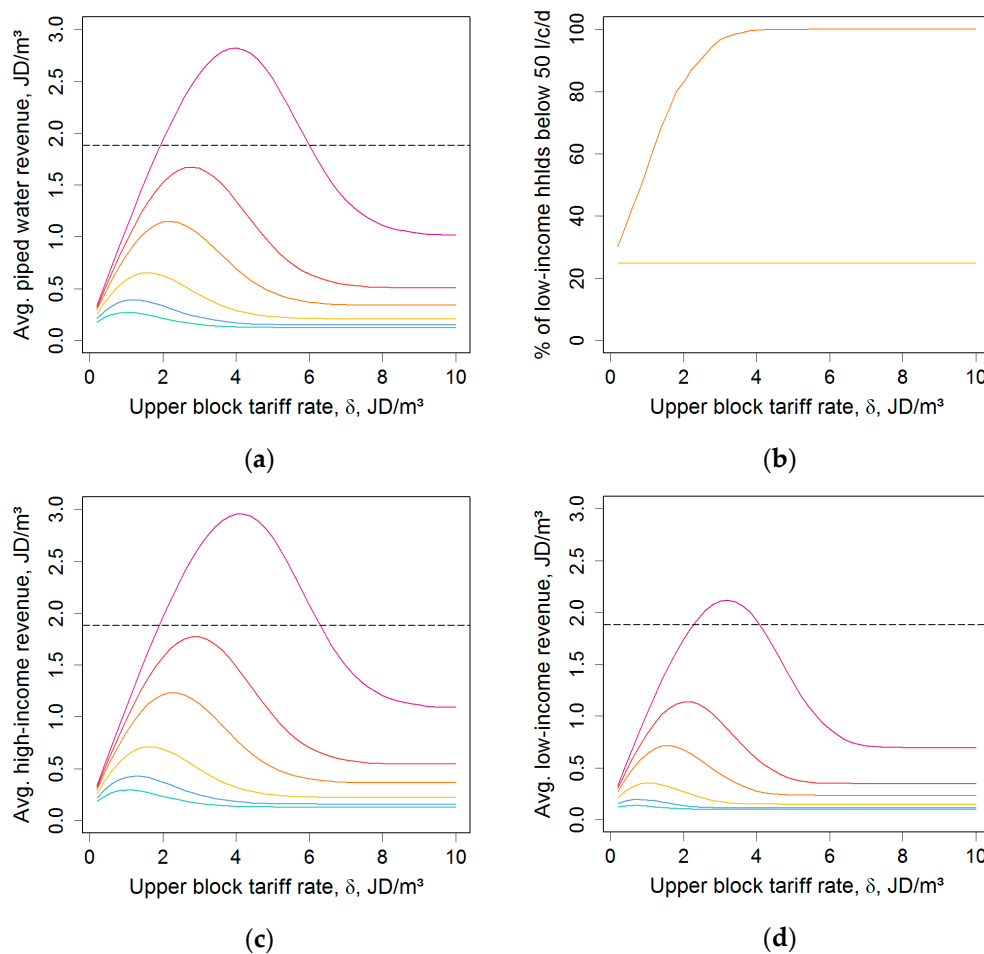 Avg. piped water revenue, JD/m³
3.0
2.5
2.0
1.5
1.0
0.5
0.0
0 2 4 6 8 10
Upper block tariff rate, δ, JD/m³
(a)
% of low-income hhlds below 50 l/c/d
100
80
60
40
20
0
0 2 4 6 8 10
Upper block tariff rate, δ, JD/m³
(b)
Avg. high-income revenue, JD/m³
3.0
2.5
2.0
1.5
1.0
0.5
0.0
0 2 4 6 8 10
Upper block tariff rate, δ, JD/m³
(c)
Avg. low-income revenue, JD/m³
3.0
2.5
2.0
1.5
1.0
0.5
0.0
0 2 4 6 8 10
Upper block tariff rate, δ, JD/m³
(d)